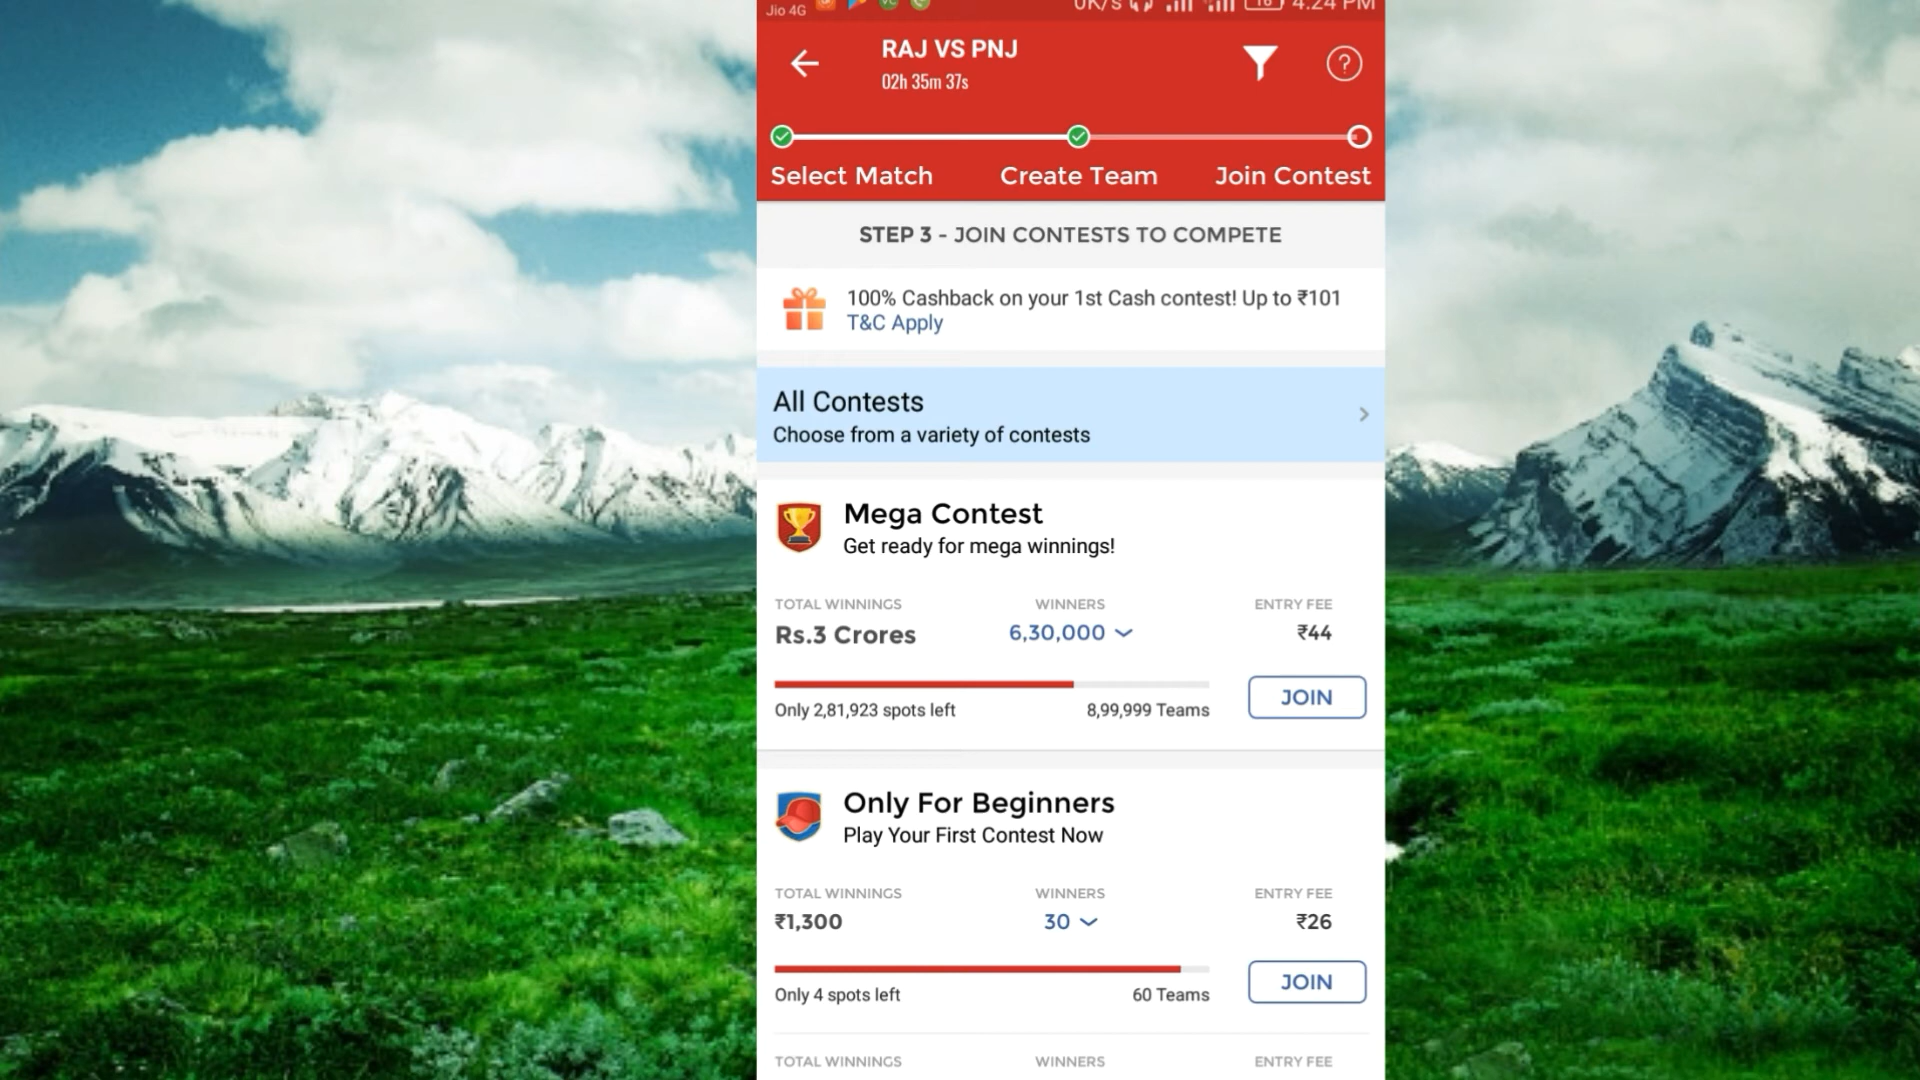 Jio 4G 0K/s 16 4:24 PM
RAJ VS PNJ
02h 35m 37s
Select Match Create Team Join Contest
STEP 3 - JOIN CONTESTS TO COMPETE
100% Cashback on your 1st Cash contest! Up to ₹101
T&C Apply
All Contests
Choose from a variety of contests
Mega Contest
Get ready for mega winnings!
TOTAL WINNINGS WINNERS ENTRY FEE
Rs.3 Crores 6,30,000 ₹44
Only 2,81,923 spots left 8,99,999 Teams JOIN
Only For Beginners
Play Your First Contest Now
TOTAL WINNINGS WINNERS ENTRY FEE
₹1,300 30 ₹26
Only 4 spots left 60 Teams JOIN
TOTAL WINNINGS WINNERS ENTRY FEE